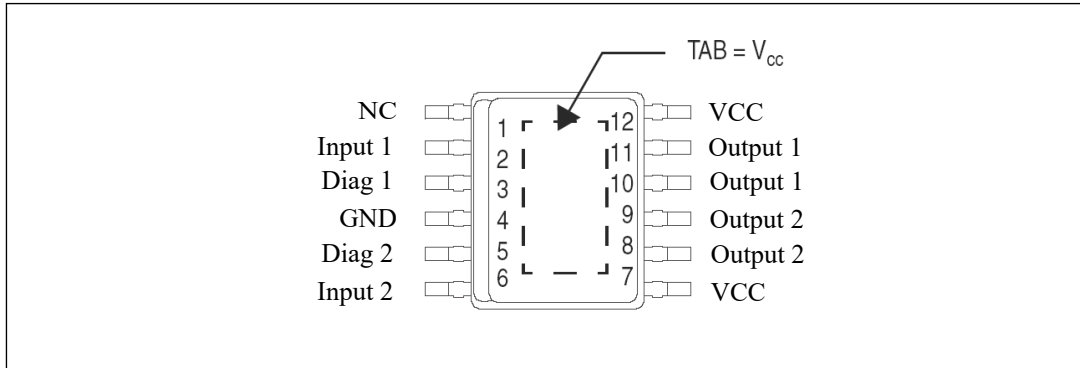 TAB = Vcc
NC 1 12 VCC
Input 1 2 11 Output 1
Diag 1 3 10 Output 1
GND 4 9 Output 2
Diag 2 5 8 Output 2
Input 2 6 7 VCC